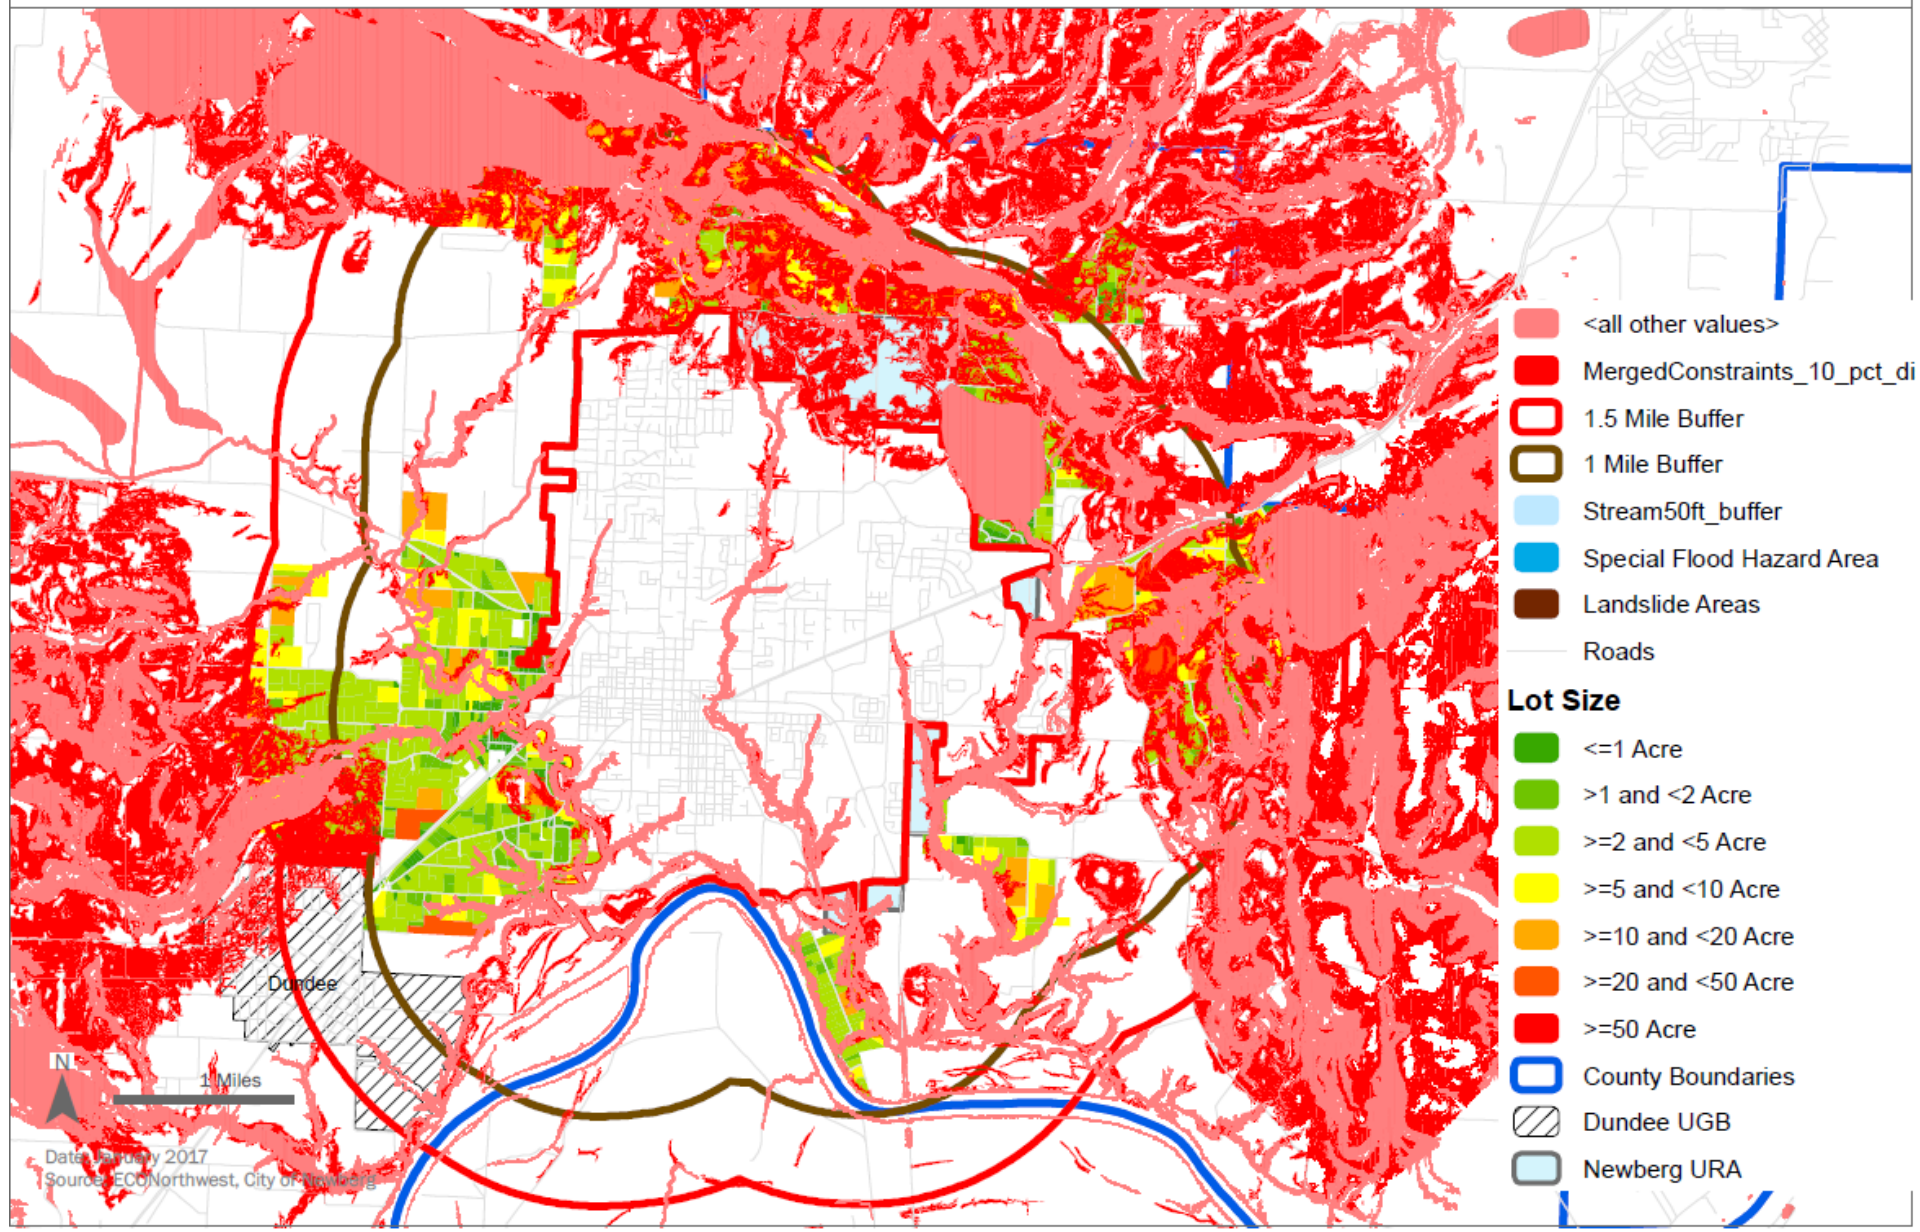 <all other values>
MergedConstraints_10_pct_di
1.5 Mile Buffer
1 Mile Buffer
Stream50ft_buffer
Special Flood Hazard Area
Landslide Areas
Roads
Lot Size
<=1 Acre
>1 and <2 Acre
>=2 and <5 Acre
>=5 and <10 Acre
>=10 and <20 Acre
>=20 and <50 Acre
>=50 Acre
County Boundaries
Dundee UGB
Newberg URA
Dundee
N
1 Miles
Date: January 2017
Source: ECONorthwest, City of Newberg